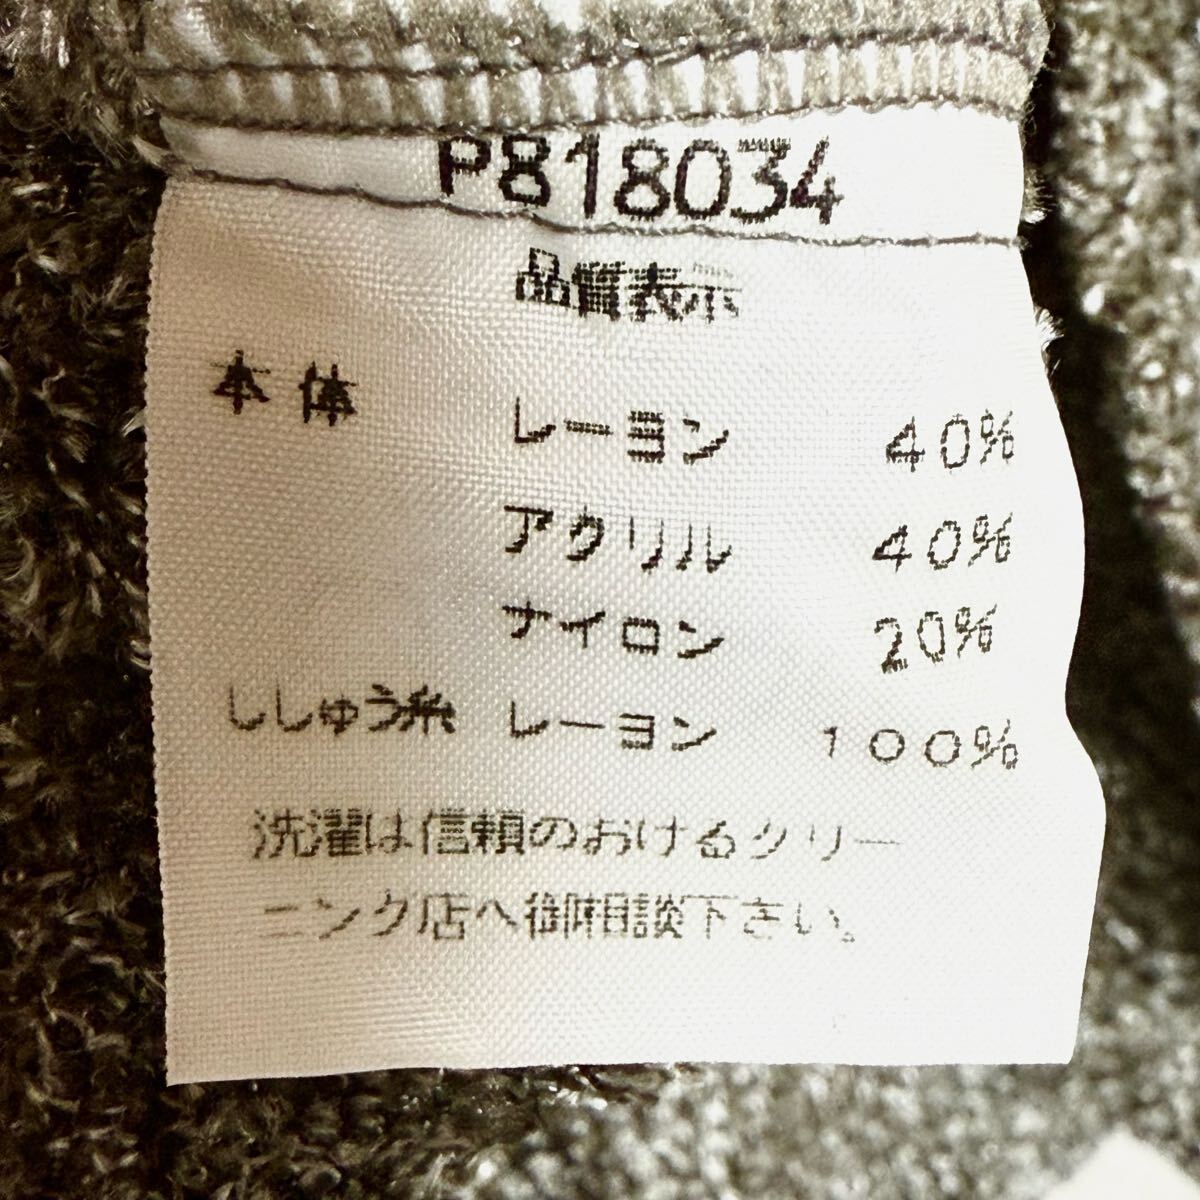 P818034
品質表示
本体 レーヨン 40%
アクリル 40%
ナイロン 20%
ししゅう糸 レーヨン 100%
洗濯は信頼のおけるクリー
ニング店へ御相談下さい。